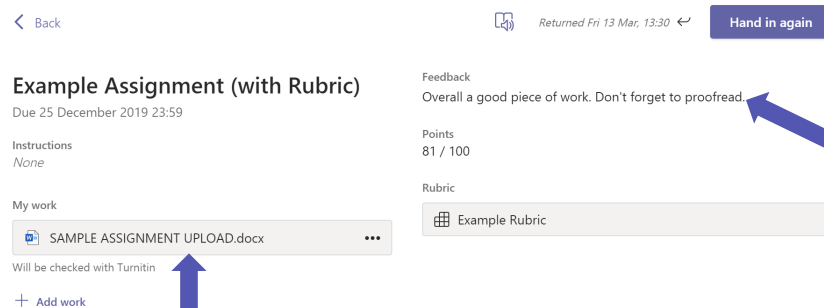 Back
Returned Fri 13 Mar, 13:30
Hand in again
Example Assignment (with Rubric)
Due 25 December 2019 23:59
Instructions
None
My work
SAMPLE ASSIGNMENT UPLOAD.docx
Will be checked with Turnitin
Add work
Feedback
Overall a good piece of work. Don't forget to proofread.
Points
81 / 100
Rubric
Example Rubric